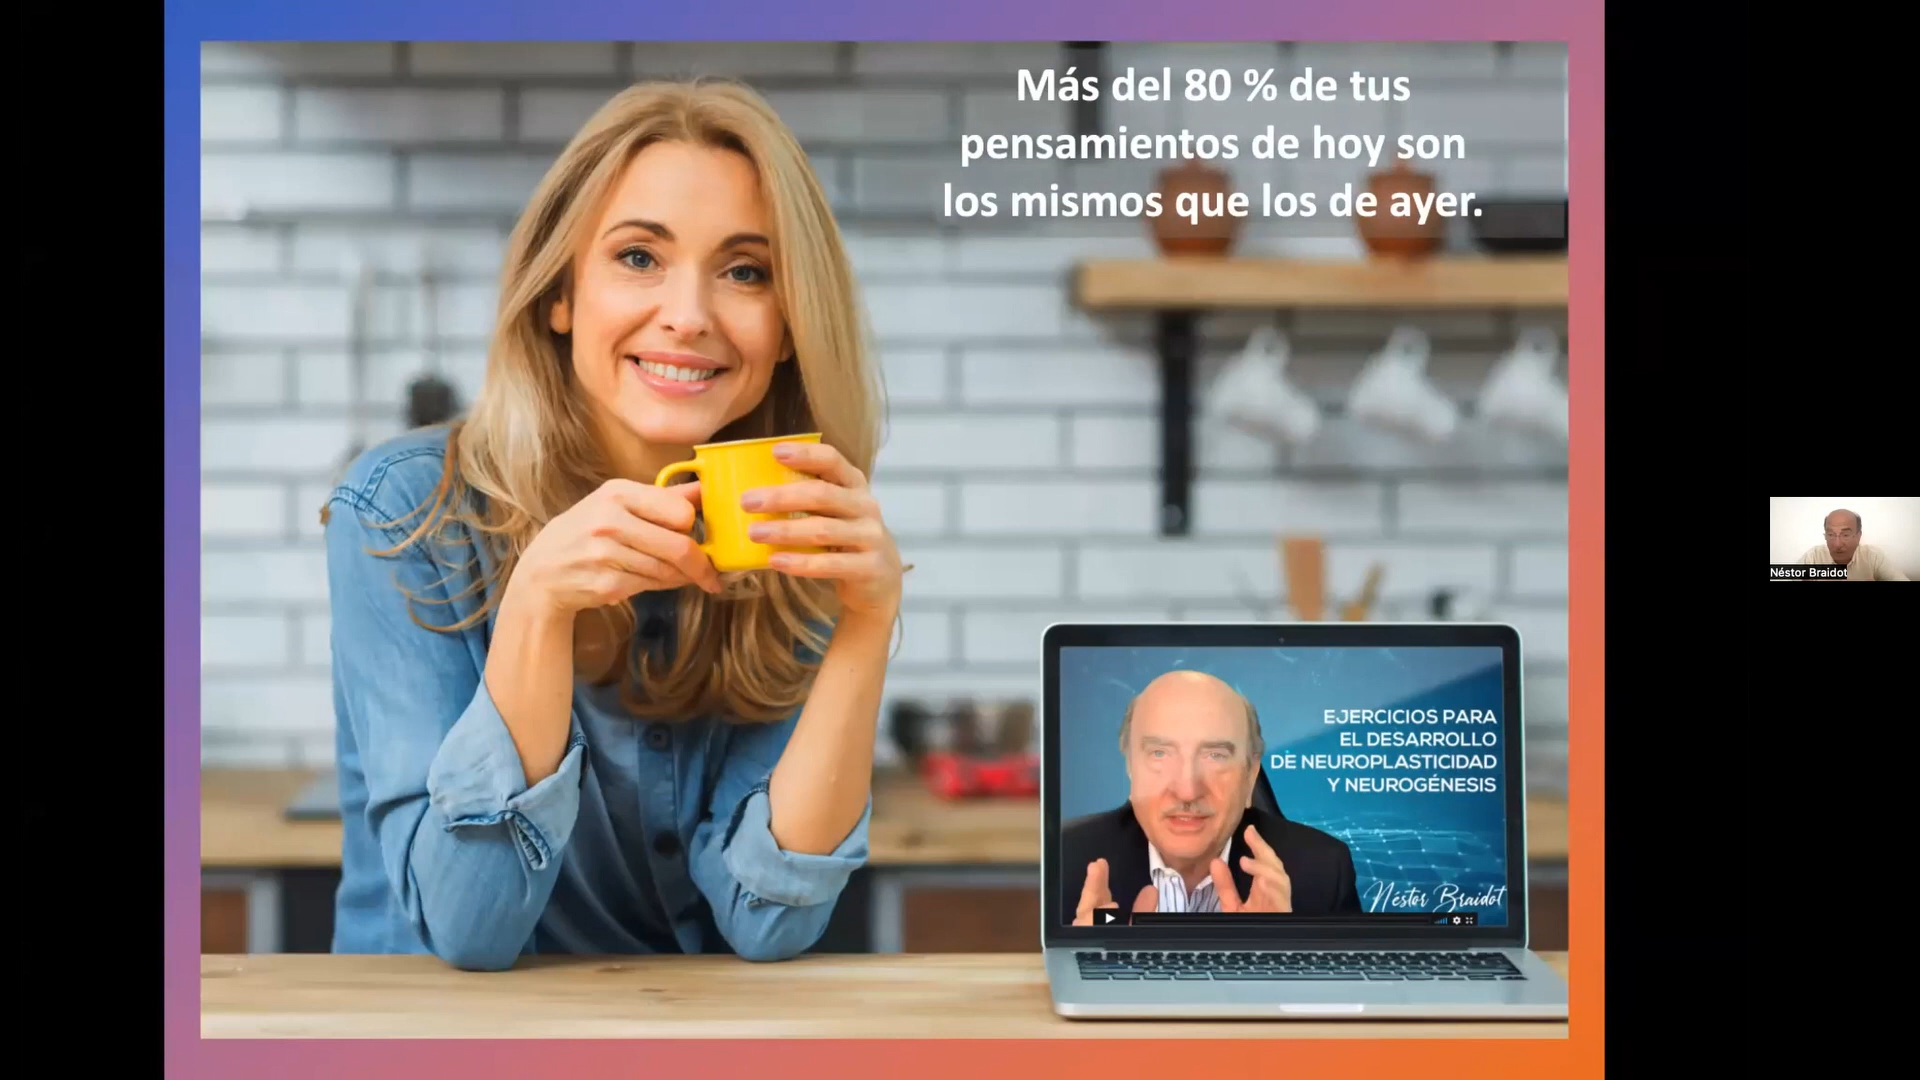 Más del 80 % de tus
pensamientos de hoy son
los mismos que los de ayer.
Néstor Braidot
EJERCICIOS PARA
EL DESARROLLO
DE NEUROPLASTICIDAD
Y NEUROGÉNESIS
Néstor Braidot